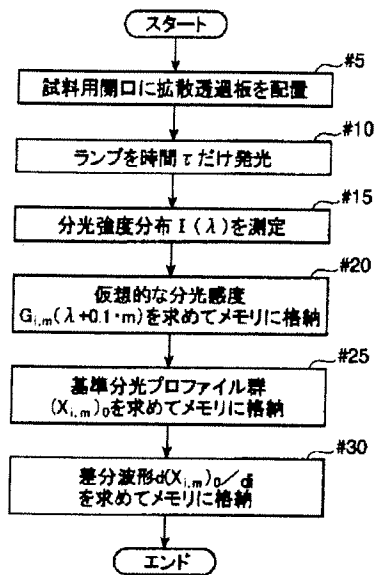 スタート
#5
試料用開口に拡散透過板を配置
#10
ランプを時間τだけ発光
#15
分光強度分布 I (λ)を測定
#20
仮想的な分光感度
Gi,m(λ+0.1・m)を求めてメモリに格納
#25
基準分光プロファイル群
(Xi,m)0を求めてメモリに格納
#30
差分波形d(Xi,m)0/di
を求めてメモリに格納
エンド